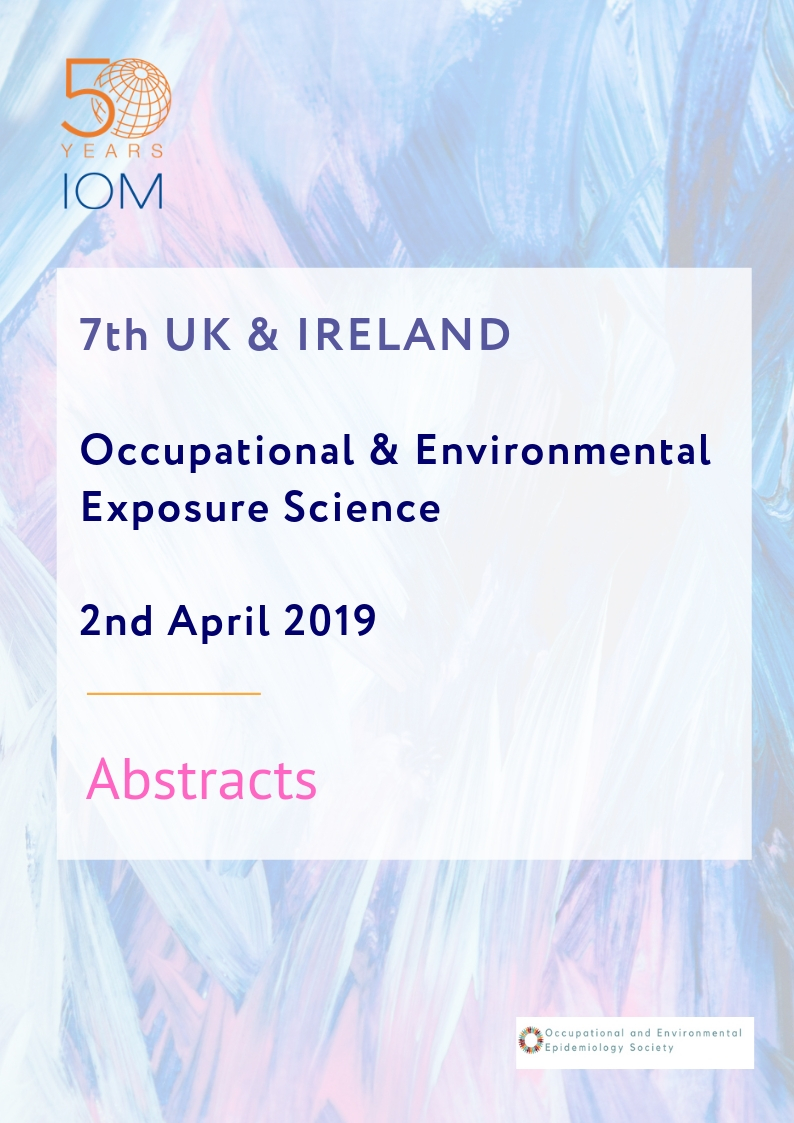 50
YEARS
IOM
7th UK & IRELAND
Occupational & Environmental
Exposure Science
2nd April 2019
Abstracts
Occupational and Environmental
Epidemiology Society